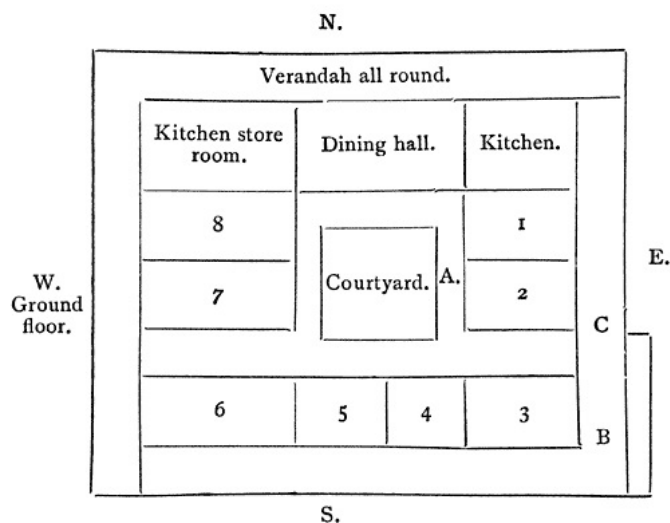 N.
Verandah all round.
Kitchen store
room.
Dining hall.
Kitchen.
8
1
W.
Ground
floor.
7
Courtyard.
A.
2
E.
C
6
5
4
3
B
S.